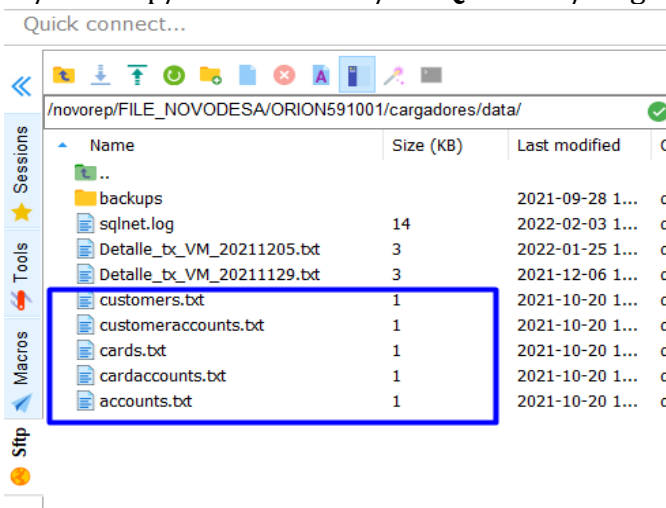 Quick connect...
/novorep/FILE_NOVODESA/ORION591001/cargadores/data/
Name Size (KB) Last modified
..
backups 2021-09-28 1...
sqlnet.log 14 2022-02-03 1...
Detalle_tx_VM_20211205.txt 3 2022-01-25 1...
Detalle_tx_VM_20211129.txt 3 2021-12-06 1...
customers.txt 1 2021-10-20 1...
customeraccounts.txt 1 2021-10-20 1...
cards.txt 1 2021-10-20 1...
cardaccounts.txt 1 2021-10-20 1...
accounts.txt 1 2021-10-20 1...
Sessions
Tools
Macros
Sftp